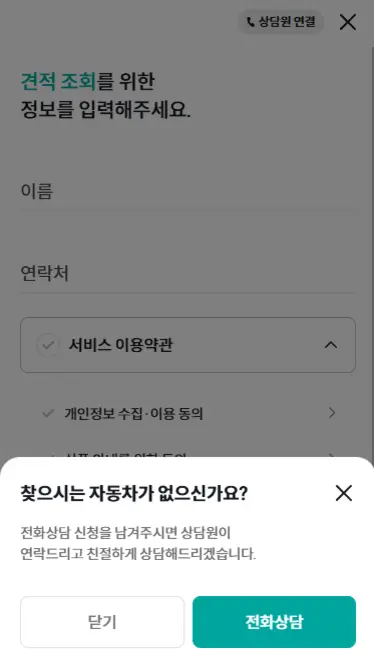 상담원 연결
견적 조회를 위한
정보를 입력해주세요.
이름
연락처
서비스 이용약관
개인정보 수집·이용 동의
찾으시는 자동차가 없으신가요?
전화상담 신청을 남겨주시면 상담원이
연락드리고 친절하게 상담해드리겠습니다.
닫기
전화상담